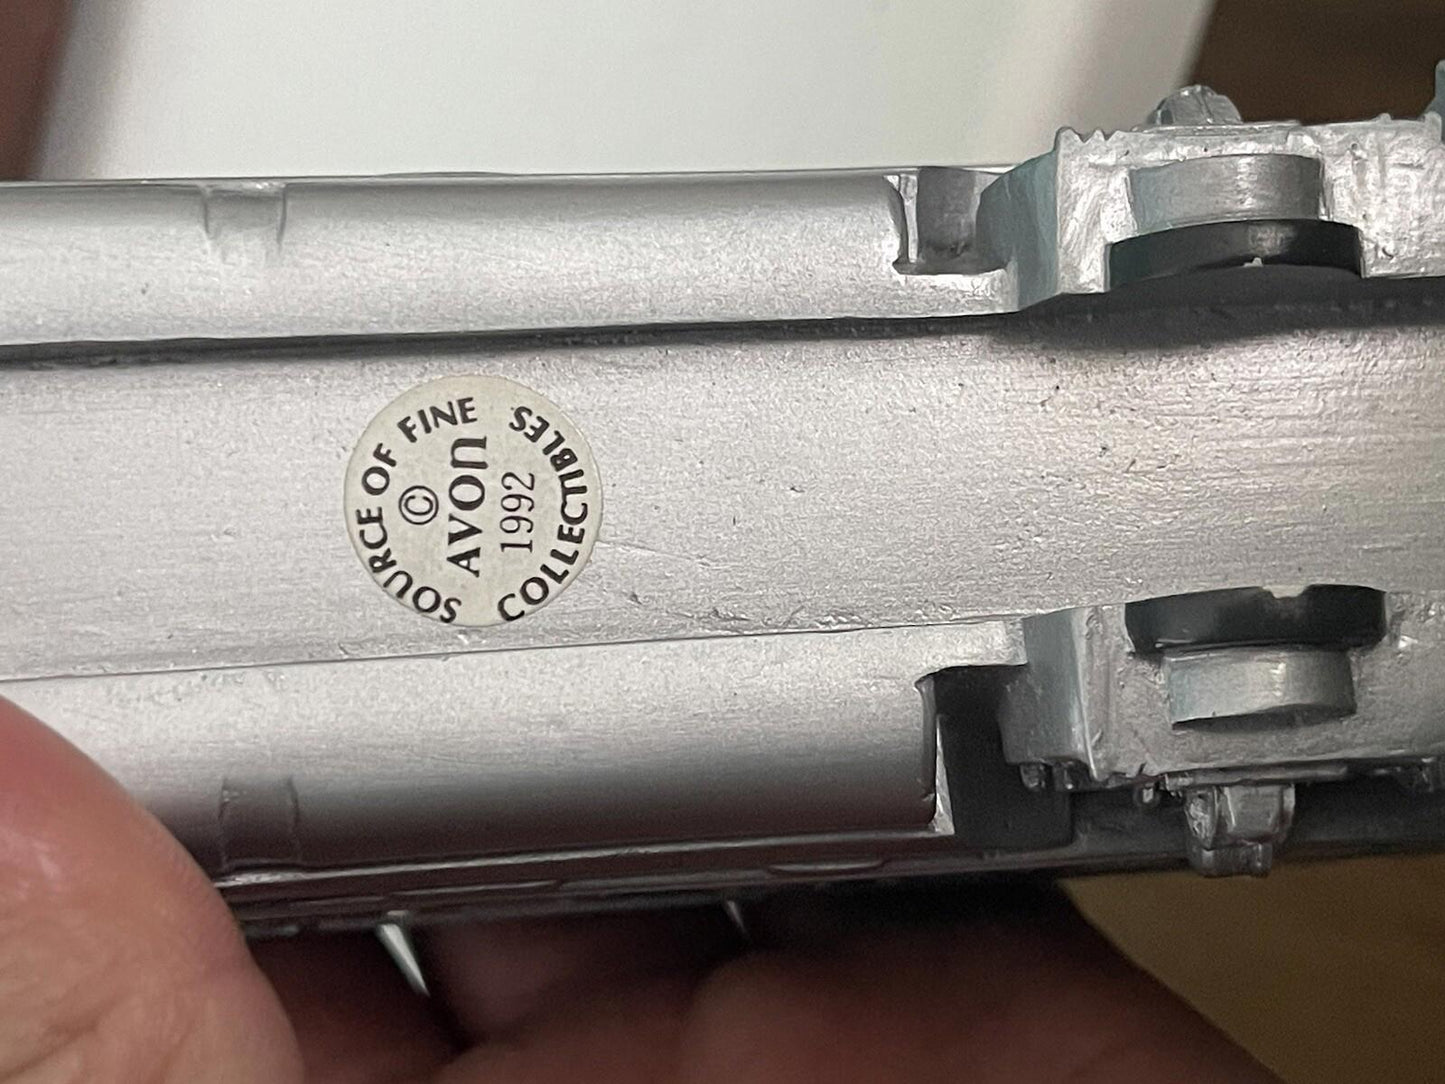 SOURCE OF FINE
©
AVON
1992
COLLECTIBLES